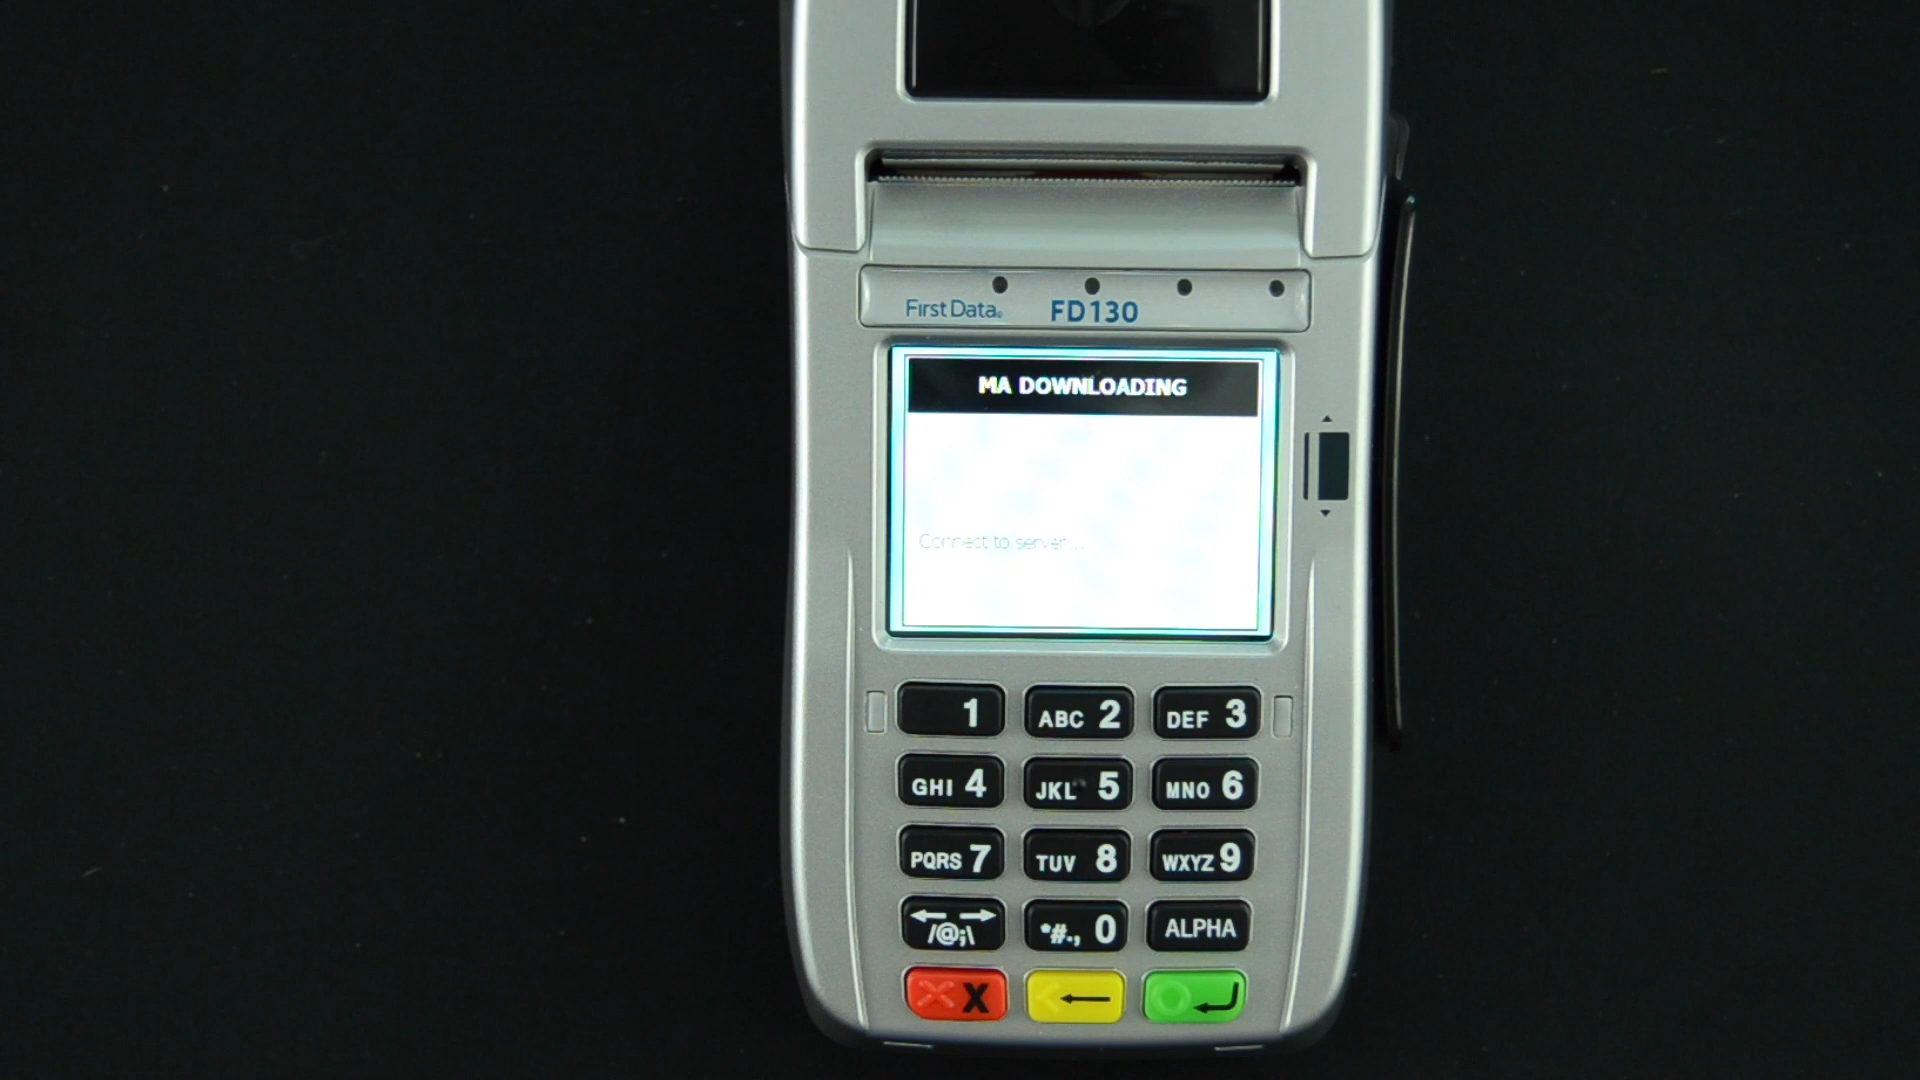 First Data® FD130
MA DOWNLOADING
Connect to server...
1 ABC 2 DEF 3
GHI 4 JKL 5 MNO 6
PQRS 7 TUV 8 WXYZ 9
← →
/@;\ *#., 0 ALPHA
X ← ↵